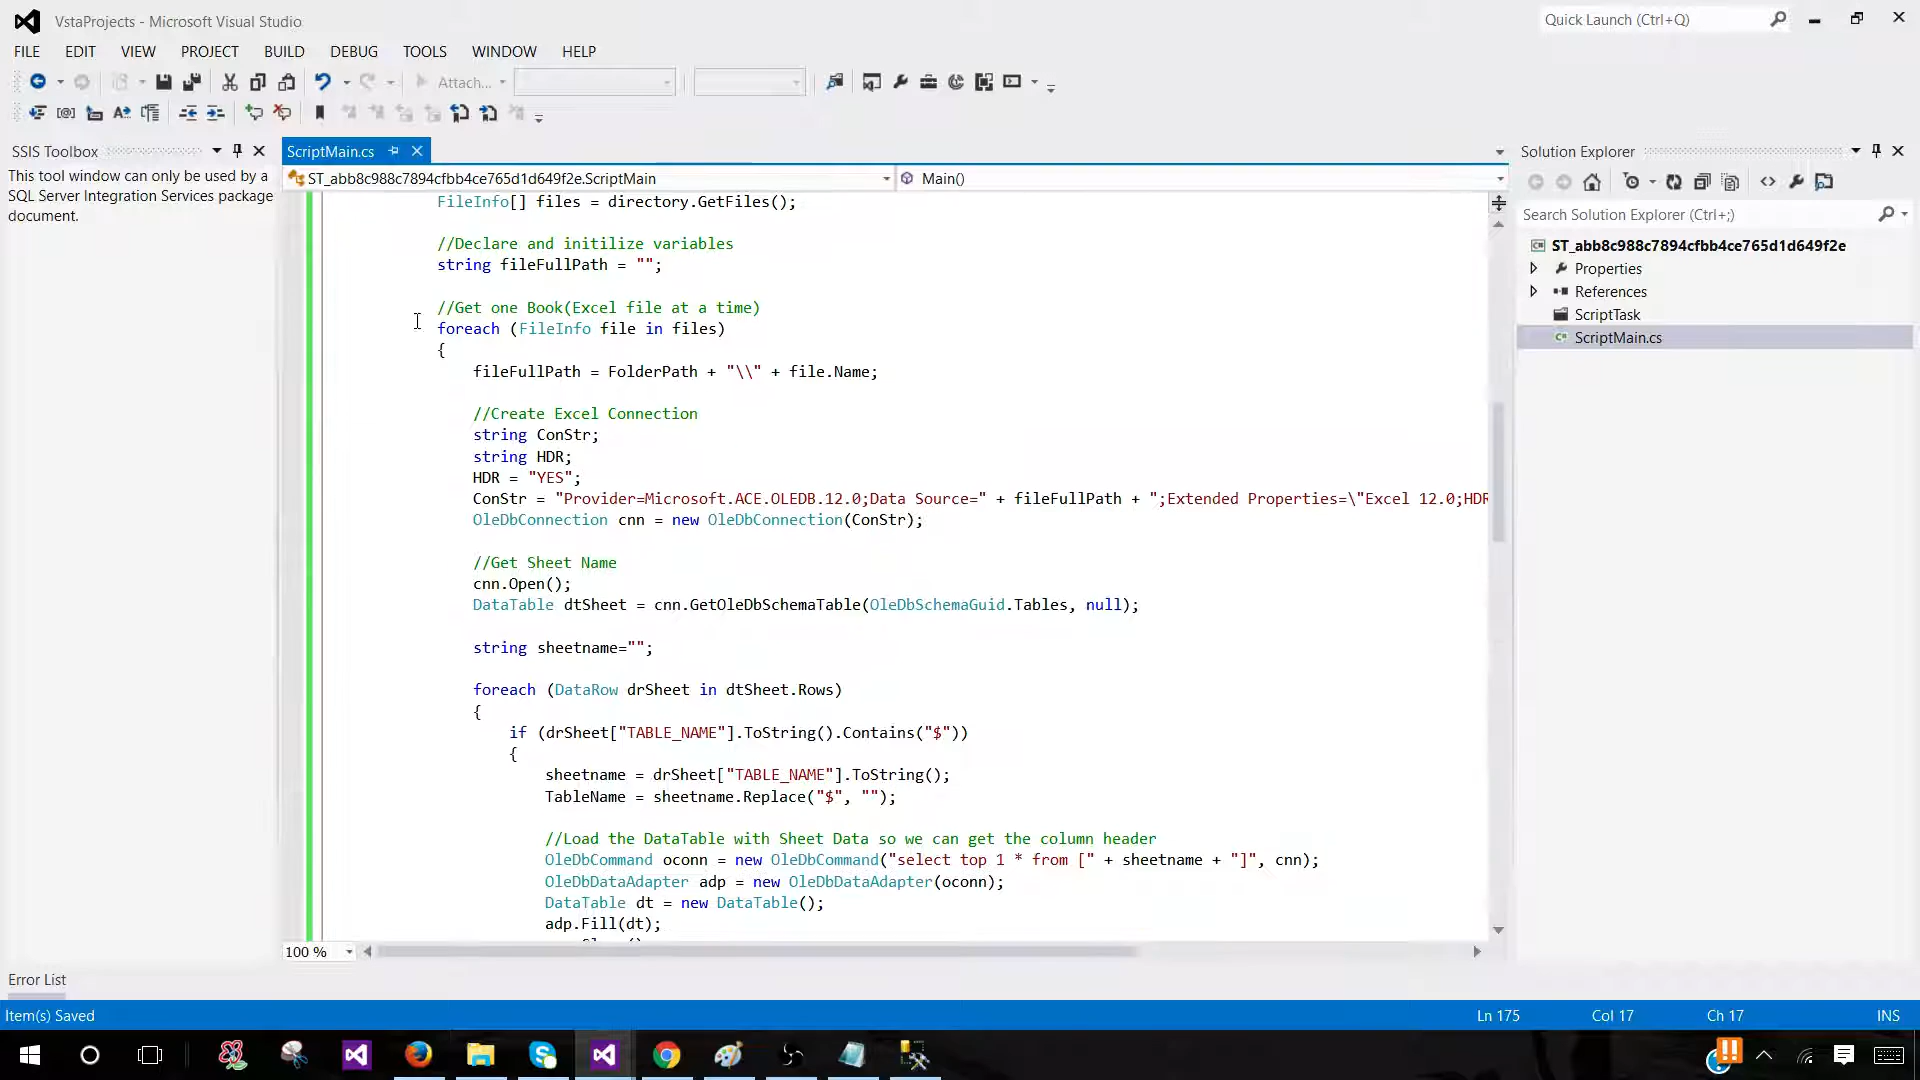 VstaProjects - Microsoft Visual Studio
Quick Launch (Ctrl+Q)
FILE EDIT VIEW PROJECT BUILD DEBUG TOOLS WINDOW HELP
Attach...
SSIS Toolbox
This tool window can only be used by a
SQL Server Integration Services package
document.
ScriptMain.cs
ST_abb8c988c7894cfbb4ce765d1d649f2e.ScriptMain
Main()
FileInfo[] files = directory.GetFiles();
//Declare and initilize variables
string fileFullPath = "";
//Get one Book(Excel file at a time)
foreach (FileInfo file in files)
{
fileFullPath = FolderPath + "\\" + file.Name;
//Create Excel Connection
string ConStr;
string HDR;
HDR = "YES";
ConStr = "Provider=Microsoft.ACE.OLEDB.12.0;Data Source=" + fileFullPath + ";Extended Properties=\"Excel 12.0;HDR
OleDbConnection cnn = new OleDbConnection(ConStr);
//Get Sheet Name
cnn.Open();
DataTable dtSheet = cnn.GetOleDbSchemaTable(OleDbSchemaGuid.Tables, null);
string sheetname="";
foreach (DataRow drSheet in dtSheet.Rows)
{
if (drSheet["TABLE_NAME"].ToString().Contains("$"))
{
sheetname = drSheet["TABLE_NAME"].ToString();
TableName = sheetname.Replace("$", "");
//Load the DataTable with Sheet Data so we can get the column header
OleDbCommand oconn = new OleDbCommand("select top 1 * from [" + sheetname + "]", cnn);
OleDbDataAdapter adp = new OleDbDataAdapter(oconn);
DataTable dt = new DataTable();
adp.Fill(dt);
100 %
Solution Explorer
Search Solution Explorer (Ctrl+;)
ST_abb8c988c7894cfbb4ce765d1d649f2e
Properties
References
ScriptTask
ScriptMain.cs
Error List
Item(s) Saved
Ln 175 Col 17 Ch 17 INS